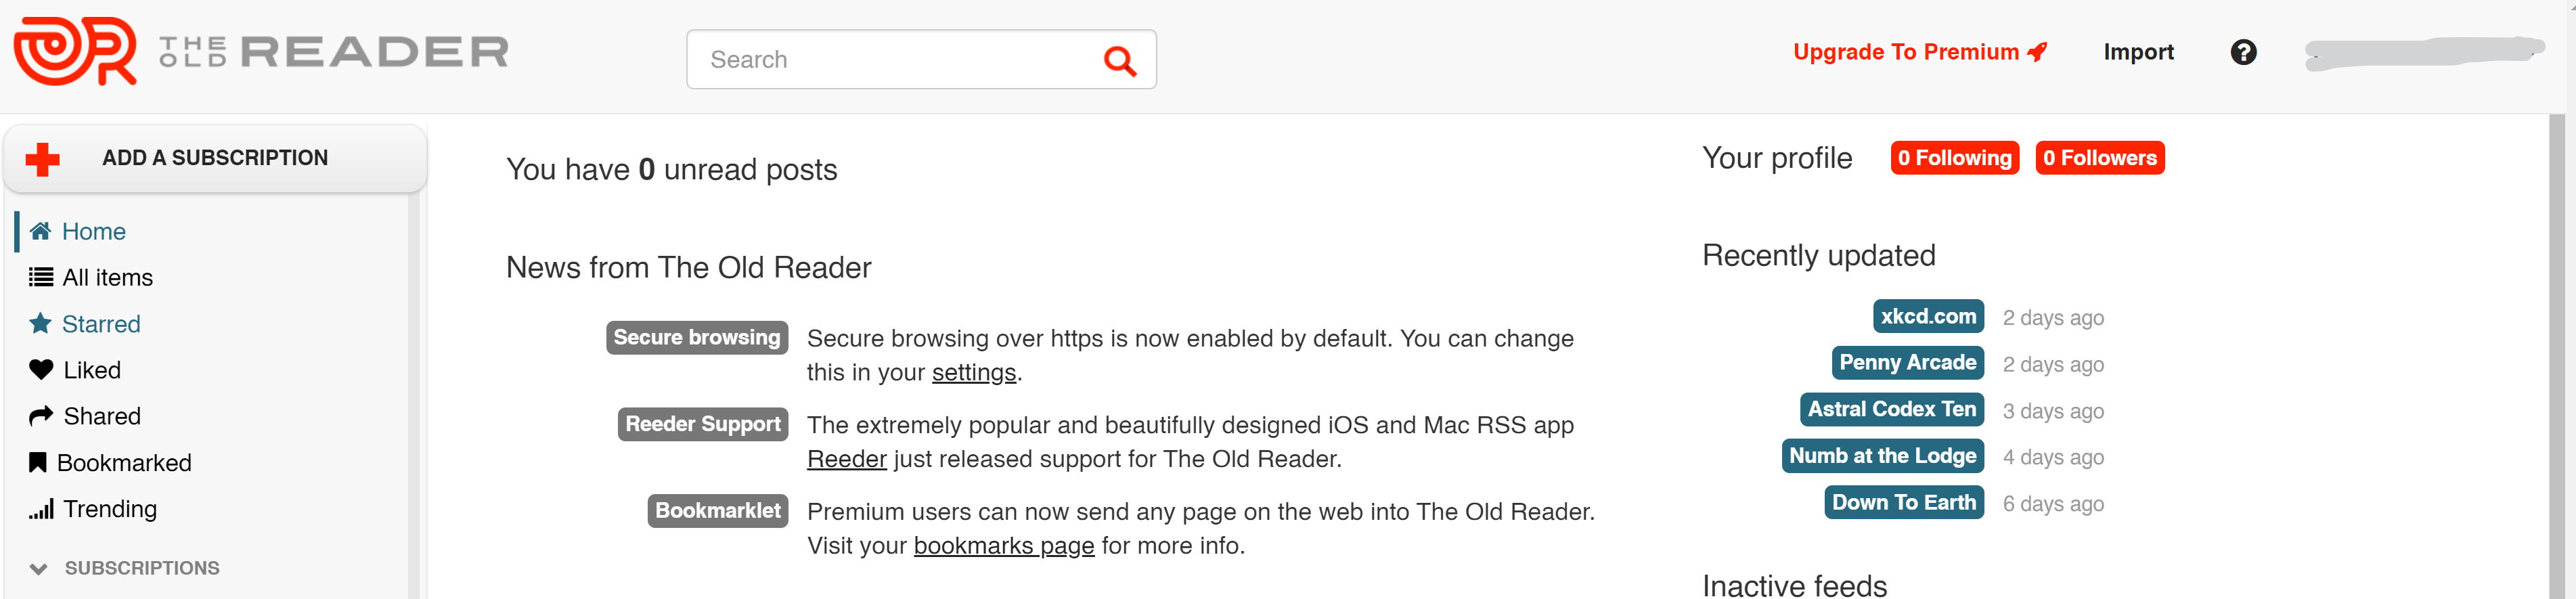 THE OLD READER
Search
Upgrade To Premium
Import
?
ADD A SUBSCRIPTION
Home
All items
Starred
Liked
Shared
Bookmarked
Trending
SUBSCRIPTIONS
You have 0 unread posts
News from The Old Reader
Secure browsing
Secure browsing over https is now enabled by default. You can change
this in your settings.
Reeder Support
The extremely popular and beautifully designed iOS and Mac RSS app
Reeder just released support for The Old Reader.
Bookmarklet
Premium users can now send any page on the web into The Old Reader.
Visit your bookmarks page for more info.
Your profile 0 Following 0 Followers
Recently updated
xkcd.com 2 days ago
Penny Arcade 2 days ago
Astral Codex Ten 3 days ago
Numb at the Lodge 4 days ago
Down To Earth 6 days ago
Inactive feeds